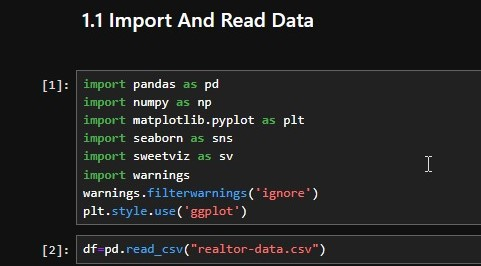 1.1 Import And Read Data
[1]: import pandas as pd
import numpy as np
import matplotlib.pyplot as plt
import seaborn as sns
import sweetviz as sv
import warnings
warnings.filterwarnings('ignore')
plt.style.use('ggplot')
[2]: df=pd.read_csv("realtor-data.csv")